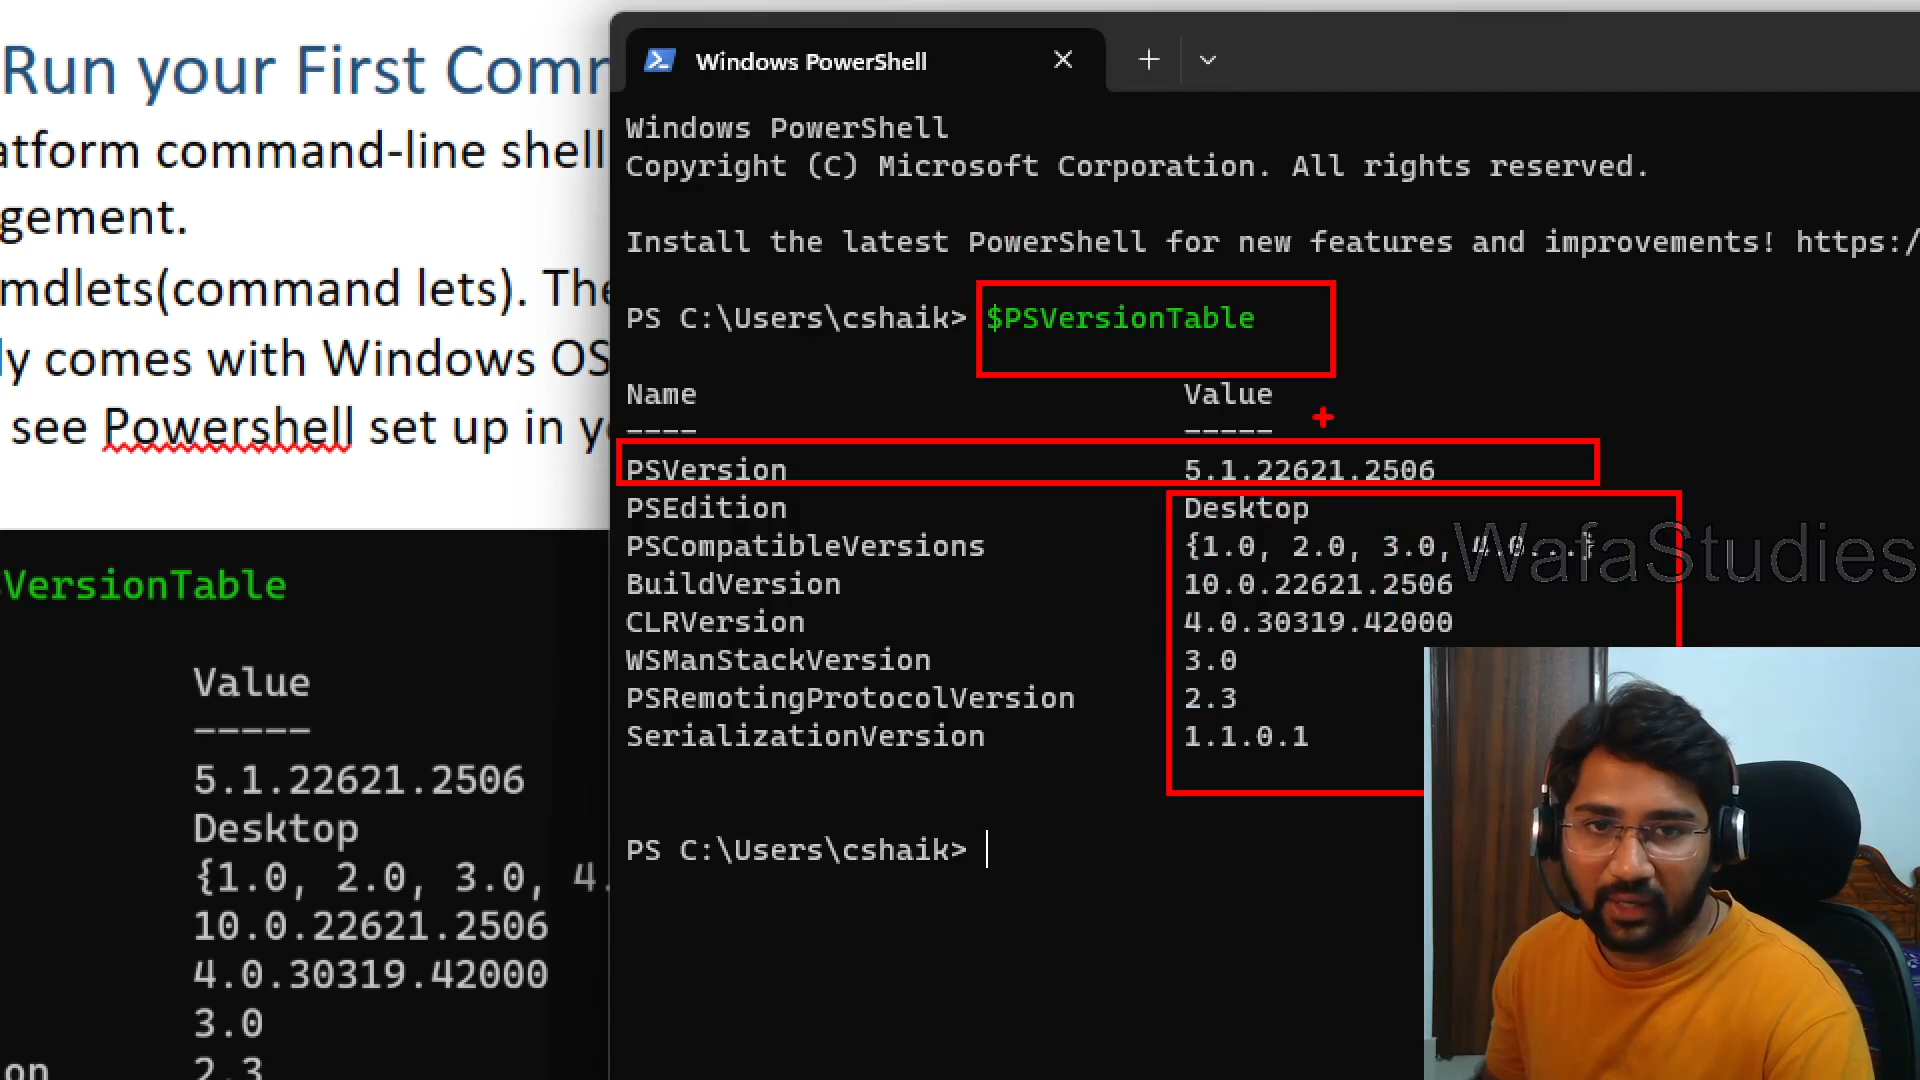 Run your First Comm
atform command-line shell
gement.
mdlets(command lets). The
ly comes with Windows OS
see Powershell set up in y
sVersionTable
Value
-----
5.1.22621.2506
Desktop
{1.0, 2.0, 3.0, 4.
10.0.22621.2506
4.0.30319.42000
3.0
on 2.3
Windows PowerShell
Windows PowerShell
Copyright (C) Microsoft Corporation. All rights reserved.
Install the latest PowerShell for new features and improvements! https:/
PS C:\Users\cshaik> $PSVersionTable
Name Value
---- -----
PSVersion 5.1.22621.2506
PSEdition Desktop
PSCompatibleVersions {1.0, 2.0, 3.0, 4.0...}
BuildVersion 10.0.22621.2506
CLRVersion 4.0.30319.42000
WSManStackVersion 3.0
PSRemotingProtocolVersion 2.3
SerializationVersion 1.1.0.1
PS C:\Users\cshaik>
WafaStudies